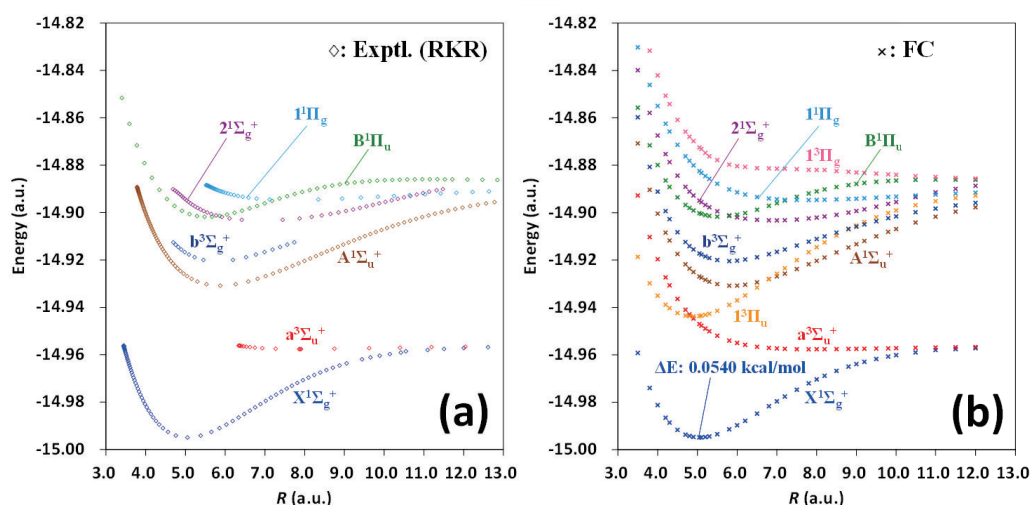 -14.82
-14.84
-14.86
-14.88
-14.90
-14.92
-14.94
-14.96
-14.98
-15.00
Energy (a.u.)
3.0 4.0 5.0 6.0 7.0 8.0 9.0 10.0 11.0 12.0 13.0
R (a.u.)
◇: Exptl. (RKR)
1¹Πg
2¹Σg⁺
B¹Πu
b³Σg⁺
A¹Σu⁺
a³Σu⁺
X¹Σg⁺
(a)
-14.82
-14.84
-14.86
-14.88
-14.90
-14.92
-14.94
-14.96
-14.98
-15.00
Energy (a.u.)
3.0 4.0 5.0 6.0 7.0 8.0 9.0 10.0 11.0 12.0 13.0
R (a.u.)
×: FC
1¹Πg
2¹Σg⁺
B¹Πu
1³Πg
b³Σg⁺
A¹Σu⁺
1³Πu
a³Σu⁺
ΔE: 0.0540 kcal/mol
X¹Σg⁺
(b)